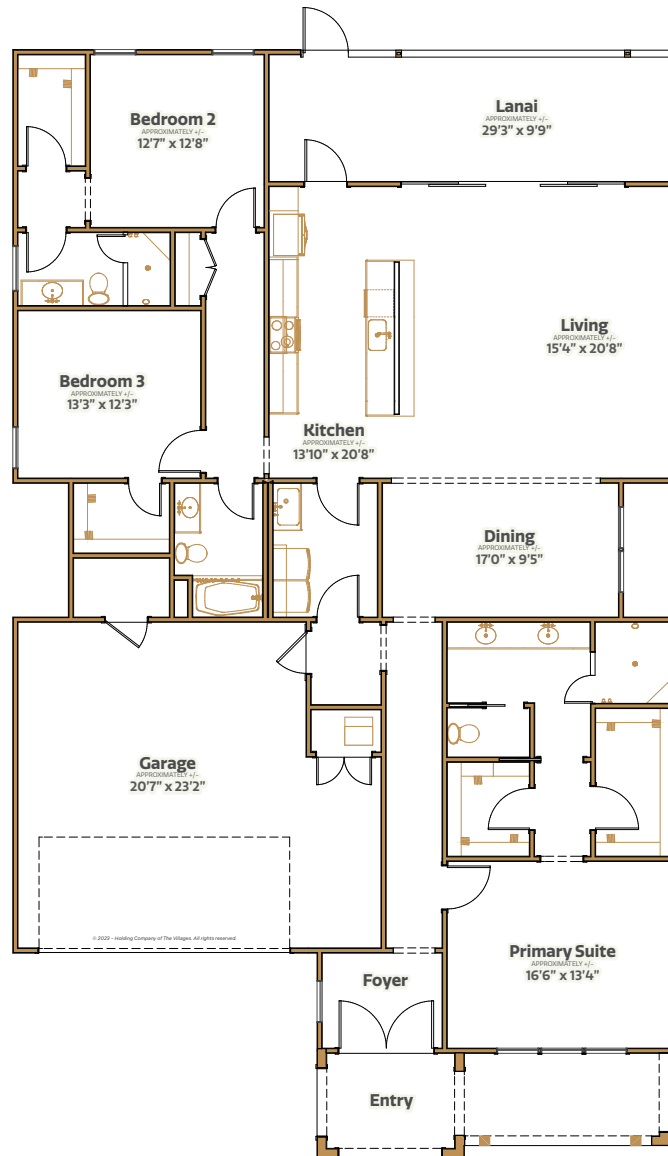 Lanai
APPROXIMATELY +/-
29'3" x 9'9"
Bedroom 2
APPROXIMATELY +/-
12'7" x 12'8"
Living
APPROXIMATELY +/-
15'4" x 20'8"
Bedroom 3
APPROXIMATELY +/-
13'3" x 12'3"
Kitchen
APPROXIMATELY +/-
13'10" x 20'8"
Dining
APPROXIMATELY +/-
17'0" x 9'5"
Garage
APPROXIMATELY +/-
20'7" x 23'2"
© 2023 – Holding Company of The Villages. All rights reserved.
Primary Suite
APPROXIMATELY +/-
16'6" x 13'4"
Foyer
Entry